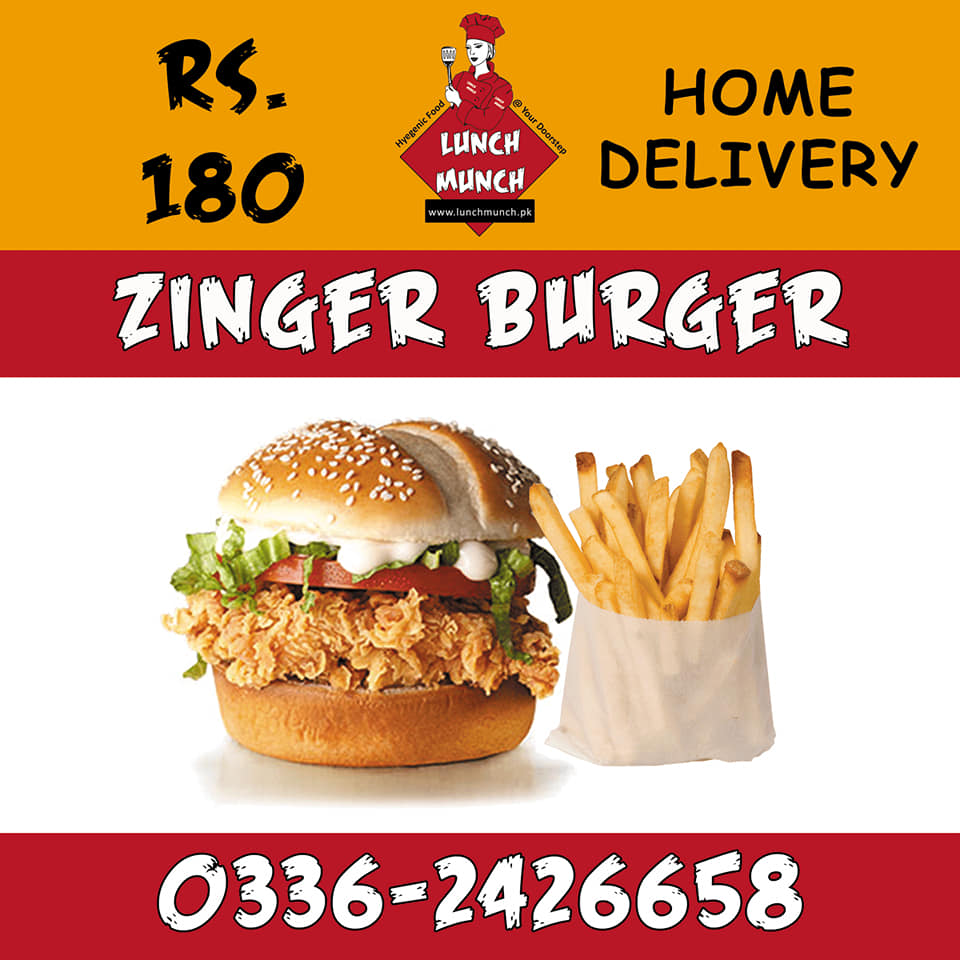 RS.
180
Hyegenic Food @ Your Doorstep
LUNCH
MUNCH
www.lunchmunch.pk
HOME
DELIVERY
ZINGER BURGER
0336-2426658